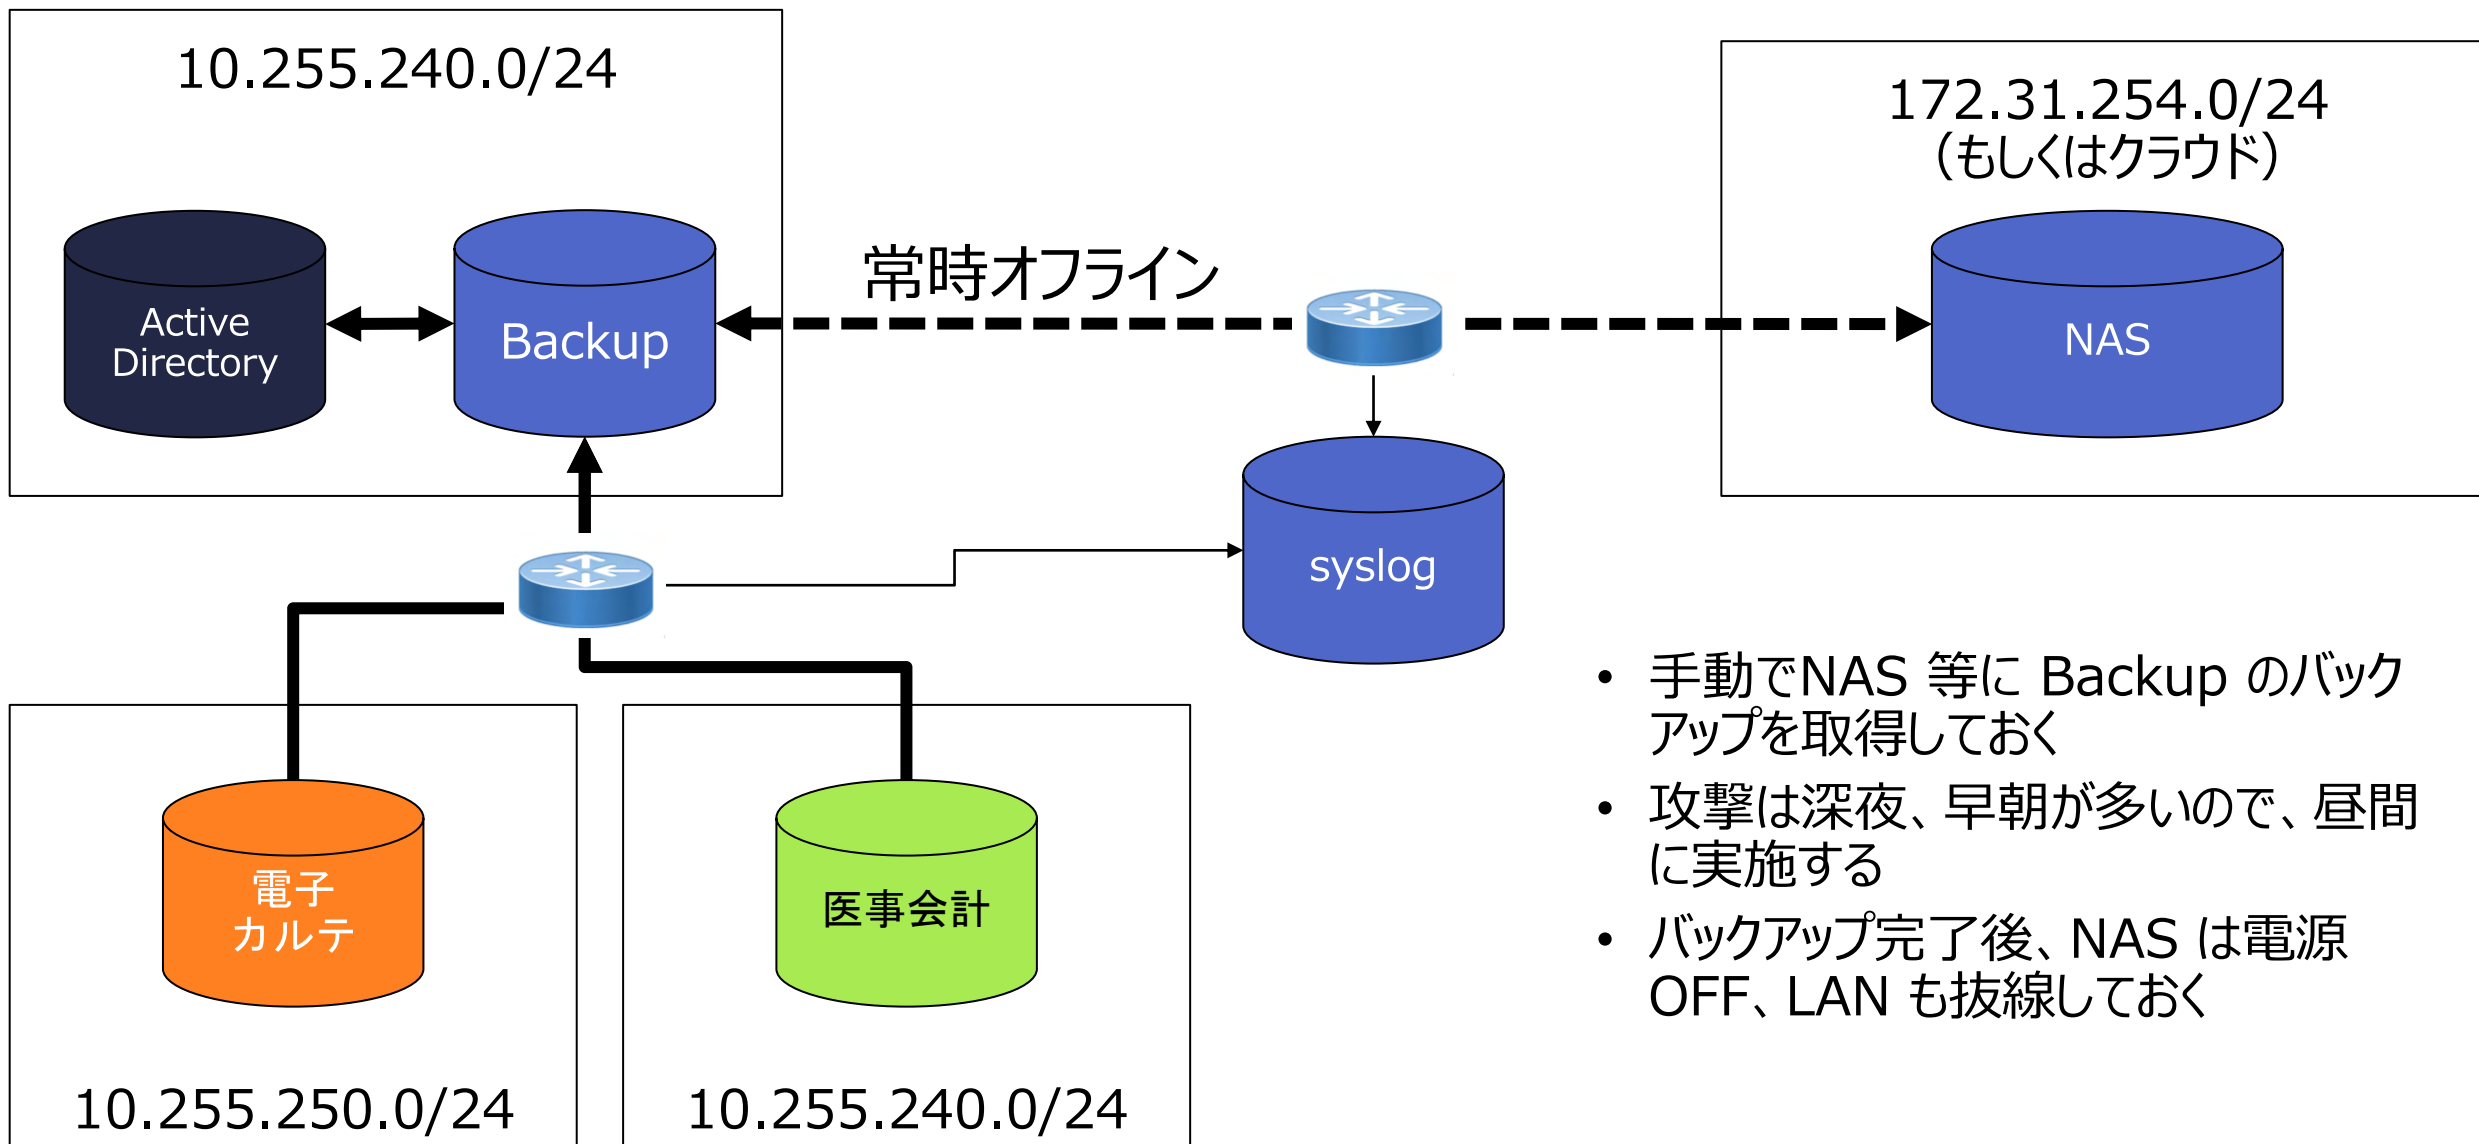 10.255.240.0/24
172.31.254.0/24
（もしくはクラウド）
常時オフライン
Active
Directory
Backup
NAS
syslog
• 手動でNAS 等に Backup のバック
アップを取得しておく
• 攻撃は深夜、早朝が多いので、昼間
に実施する
• バックアップ完了後、NAS は電源
OFF、LAN も抜線しておく
電子
カルテ
医事会計
10.255.250.0/24
10.255.240.0/24